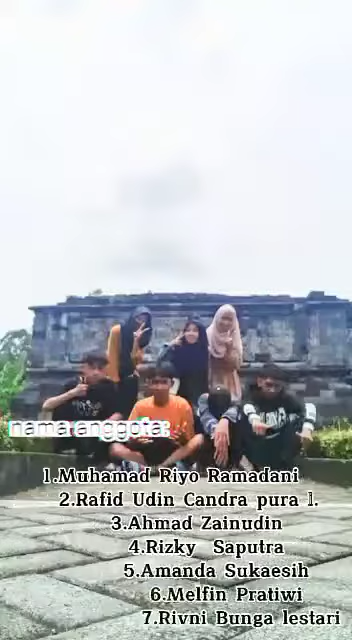 nama anggota:
1.Muhamad Riyo Ramadani
2.Rafid Udin Candra pura l.
3.Ahmad Zainudin
4.Rizky Saputra
5.Amanda Sukaesih
6.Melfin Pratiwi
7.Rivni Bunga lestari